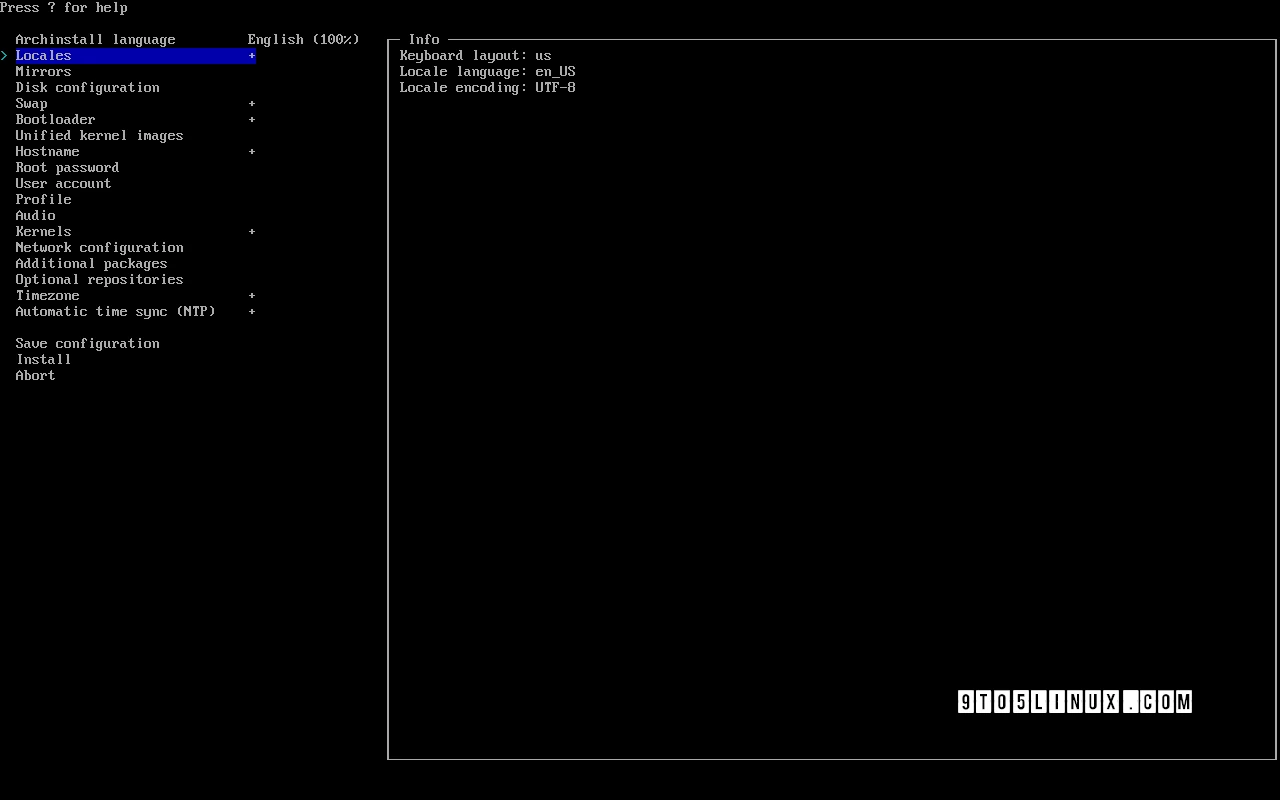 Press ? for help
Archinstall language English (100%)
> Locales +
Mirrors
Disk configuration
Swap +
Bootloader +
Unified kernel images
Hostname +
Root password
User account
Profile
Audio
Kernels +
Network configuration
Additional packages
Optional repositories
Timezone +
Automatic time sync (NTP) +
Save configuration
Install
Abort
Info
Keyboard layout: us
Locale language: en_US
Locale encoding: UTF-8
9TO5LINUX.COM